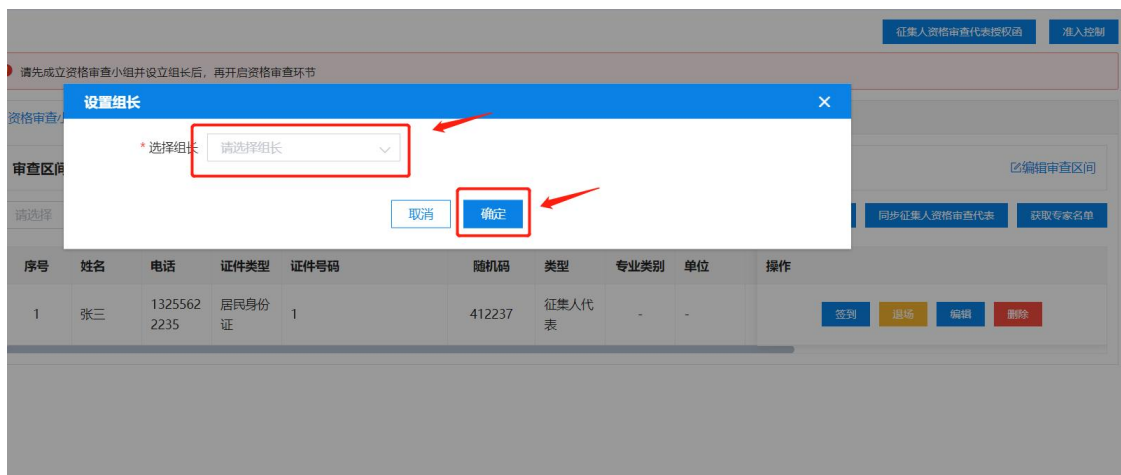 征集人资格审查代表授权函
准入控制
请先成立资格审查小组并设立组长后，再开启资格审查环节
设置组长
资格审查小
* 选择组长
请选择组长
审查区间
编辑审查区间
取消
确定
请选择
同步征集人资格审查代表
获取专家名单
序号 姓名 电话 证件类型 证件号码 随机码 类型 专业类别 单位 操作
1 张三 1325562 居民身份 1 412237 征集人代 - - 签到 退场 编辑 删除
2235 证 表